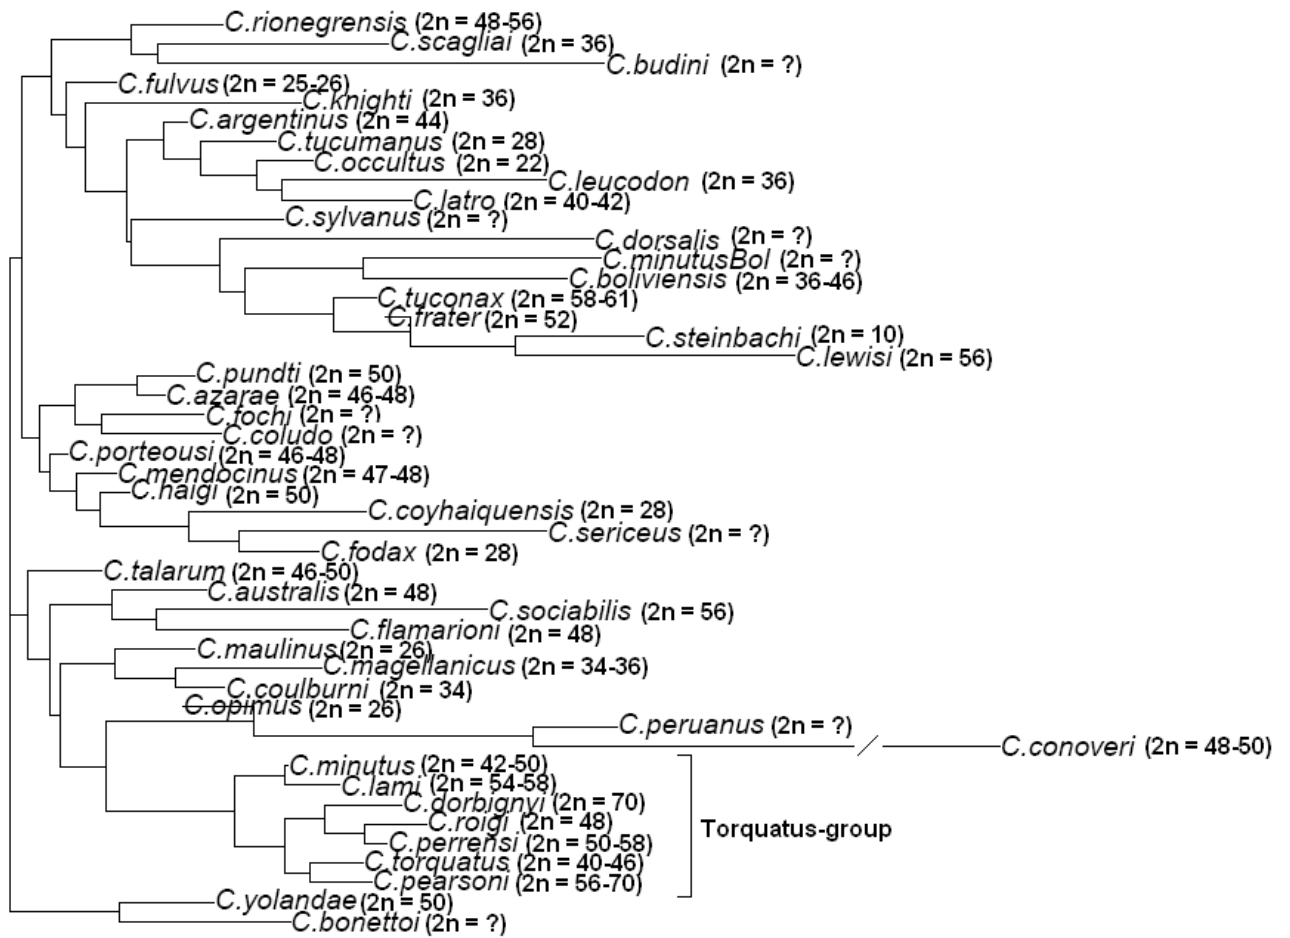 C.rionegrensis (2n = 48-56)
C.scagliai (2n = 36)
C.budini (2n = ?)
C.fulvus (2n = 25-26)
C.knighti (2n = 36)
C.argentinus (2n = 44)
C.tucumanus (2n = 28)
C.occultus (2n = 22)
C.leucodon (2n = 36)
C.latro (2n = 40-42)
C.sylvanus (2n = ?)
C.dorsalis (2n = ?)
C.minutusBol (2n = ?)
C.boliviensis (2n = 36-46)
C.tuconax (2n = 58-61)
C.frater (2n = 52)
C.steinbachi (2n = 10)
C.lewisi (2n = 56)
C.pundti (2n = 50)
C.azarae (2n = 46-48)
C.fochi (2n = ?)
C.coludo (2n = ?)
C.porteousi (2n = 46-48)
C.mendocinus (2n = 47-48)
C.haigi (2n = 50)
C.coyhaiquensis (2n = 28)
C.sericeus (2n = ?)
C.fodax (2n = 28)
C.talarum (2n = 46-50)
C.australis (2n = 48)
C.sociabilis (2n = 56)
C.flamarioni (2n = 48)
C.maulinus (2n = 26)
C.magellanicus (2n = 34-36)
C.coulburni (2n = 34)
C.opimus (2n = 26)
C.peruanus (2n = ?)
C.conoveri (2n = 48-50)
C.minutus (2n = 42-50)
C.lami (2n = 54-58)
C.dorbignyi (2n = 70)
C.roigi (2n = 48)
Torquatus-group
C.perrensi (2n = 50-58)
C.torquatus (2n = 40-46)
C.pearsoni (2n = 56-70)
C.yolandae (2n = 50)
C.bonettoi (2n = ?)